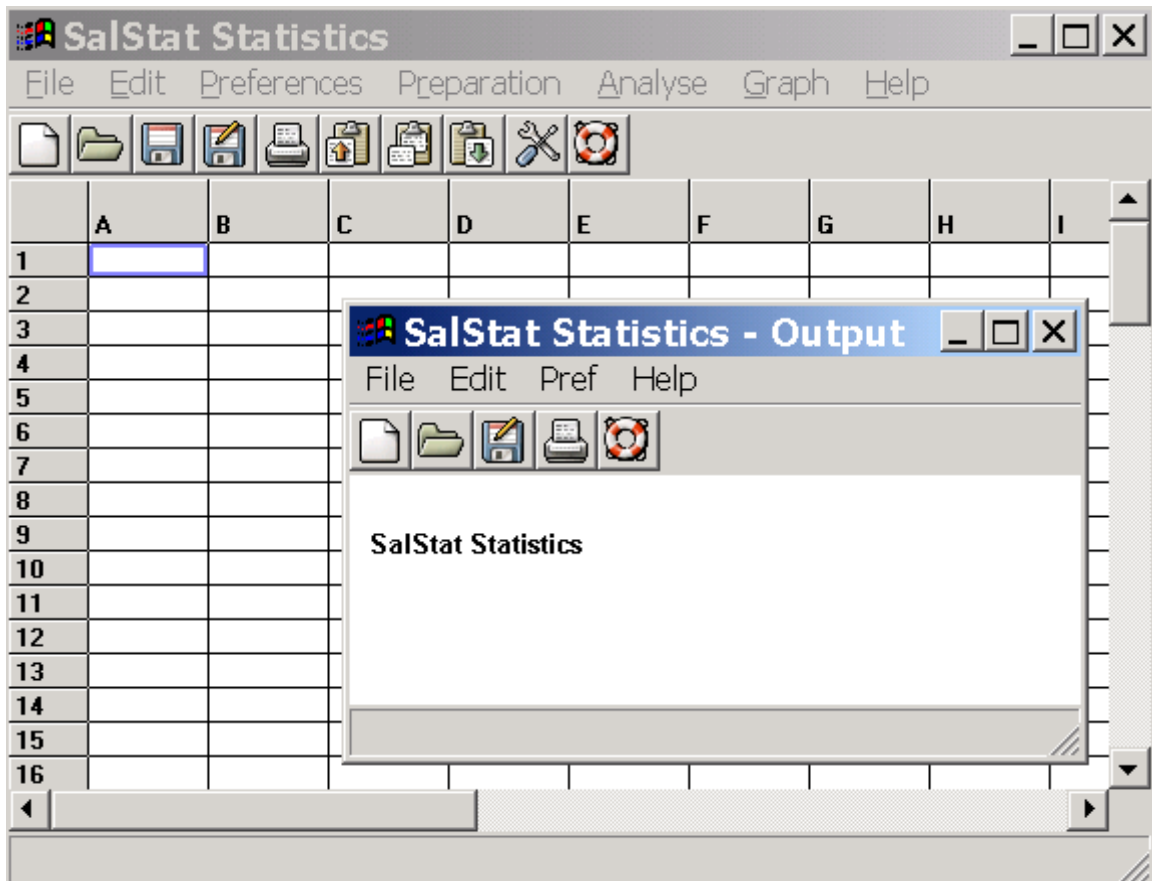 SalStat Statistics
File Edit Preferences Preparation Analyse Graph Help
A B C D E F G H I
1
2
3
4
5
6
7
8
9
10
11
12
13
14
15
16
SalStat Statistics - Output
File Edit Pref Help
SalStat Statistics